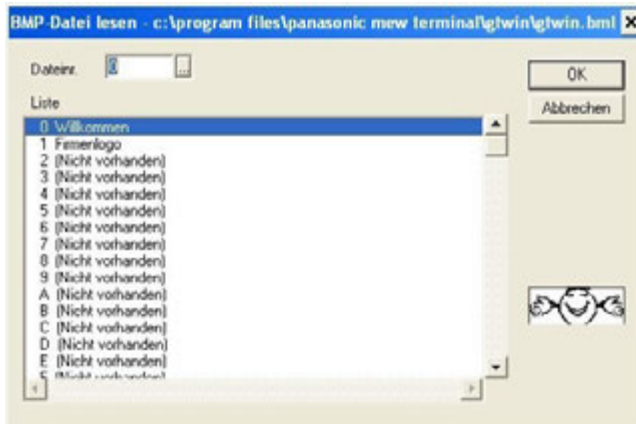 BMP-Datei lesen - c:\program files\panasonic mew terminal\gtwin\gtwin.bml
Dateinr. 0 ...
OK
Liste
Abbrechen
0 Willkommen
1 Firmenlogo
2 (Nicht vorhanden)
3 (Nicht vorhanden)
4 (Nicht vorhanden)
5 (Nicht vorhanden)
6 (Nicht vorhanden)
7 (Nicht vorhanden)
8 (Nicht vorhanden)
9 (Nicht vorhanden)
A (Nicht vorhanden)
B (Nicht vorhanden)
C (Nicht vorhanden)
D (Nicht vorhanden)
E (Nicht vorhanden)
F (Nicht vorhanden)